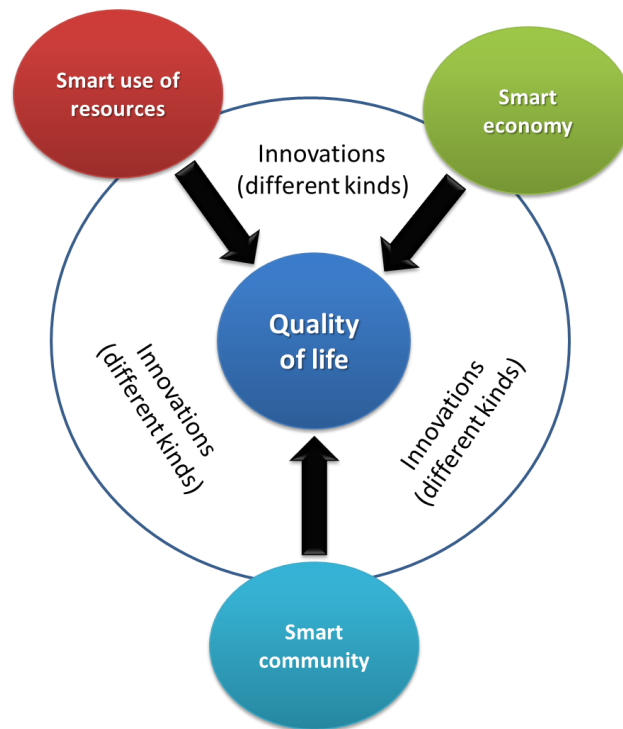 Smart use of
resources
Smart
economy
Innovations
(different kinds)
Quality
of life
Innovations
(different kinds)
Innovations
(different kinds)
Smart
community